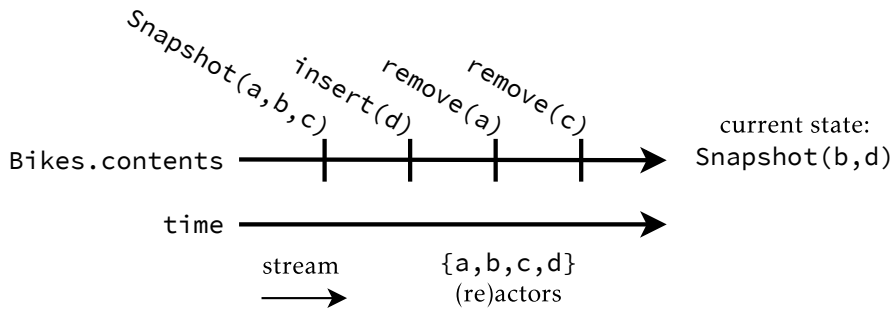 Snapshot(a,b,c)
insert(d)
remove(a)
remove(c)
Bikes.contents
current state:
Snapshot(b,d)
time
stream
{a,b,c,d}
(re)actors